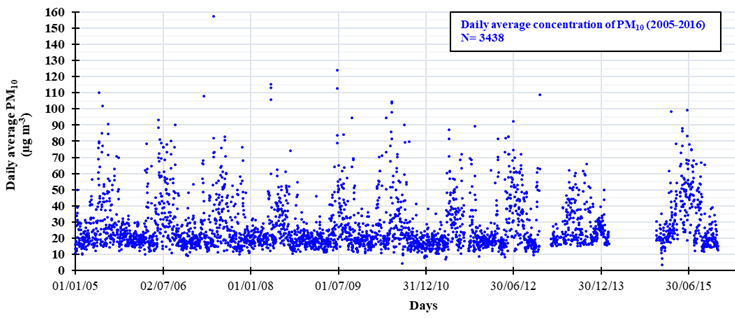 Daily average concentration of PM₁₀ (2005-2016)
N= 3438
Daily average PM₁₀
(μg m⁻³)
160
150
140
130
120
110
100
90
80
70
60
50
40
30
20
10
0
01/01/05 02/07/06 01/01/08 01/07/09 31/12/10 30/06/12 30/12/13 30/06/15
Days